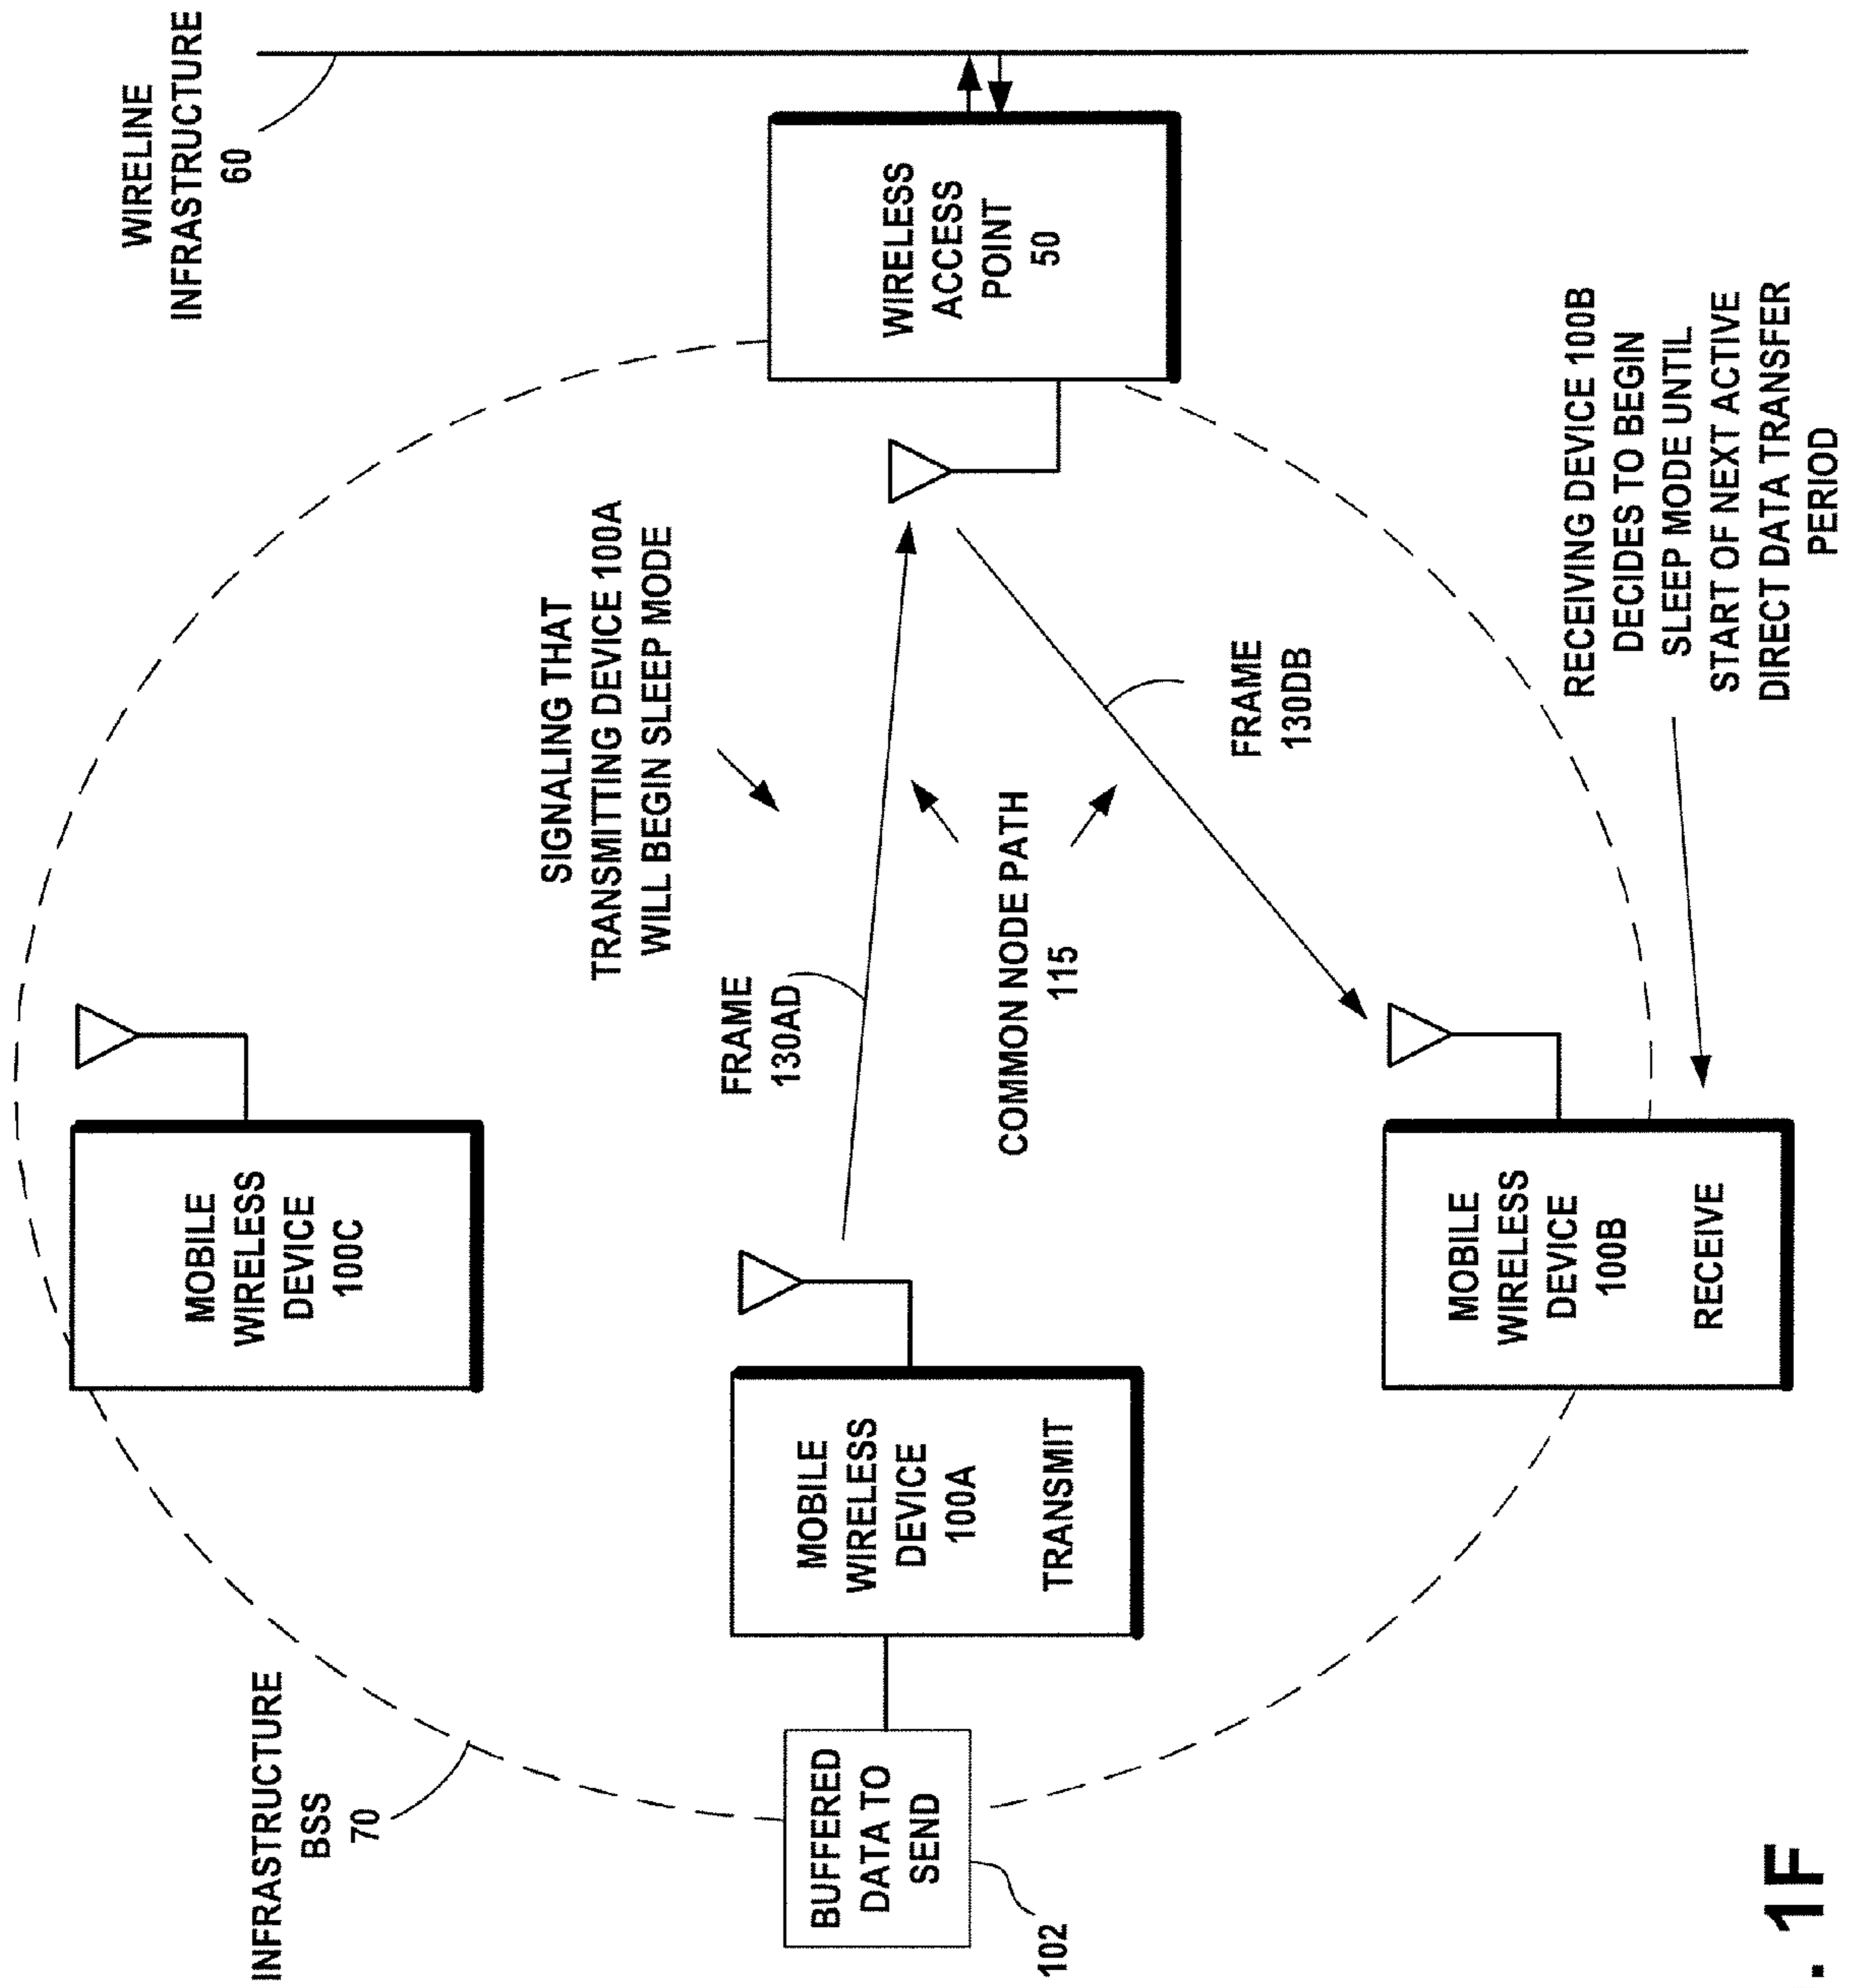 WIRELINE
INFRASTRUCTURE
60
INFRASTRUCTURE
BSS
70
MOBILE
WIRELESS
DEVICE
100C
SIGNALING THAT
TRANSMITTING DEVICE 100A
WILL BEGIN SLEEP MODE
BUFFERED
DATA TO
SEND
102
MOBILE
WIRELESS
DEVICE
100A
TRANSMIT
FRAME
130AD
WIRELESS
ACCESS
POINT
50
COMMON NODE PATH
115
FRAME
130DB
MOBILE
WIRELESS
DEVICE
100B
RECEIVE
RECEIVING DEVICE 100B
DECIDES TO BEGIN
SLEEP MODE UNTIL
START OF NEXT ACTIVE
DIRECT DATA TRANSFER
PERIOD
. 1F